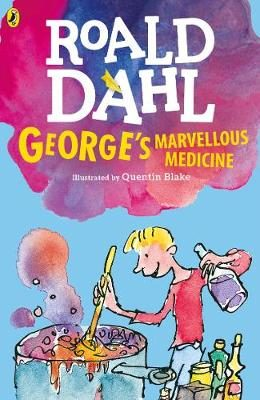 ROALD
DAHL
GEORGE'S MARVELLOUS
MEDICINE
Illustrated by Quentin Blake